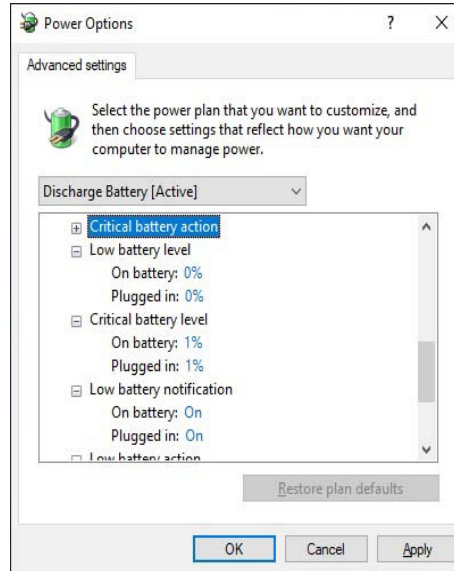 Power Options
Advanced settings
Select the power plan that you want to customize, and
then choose settings that reflect how you want your
computer to manage power.
Discharge Battery [Active]
Critical battery action
Low battery level
On battery: 0%
Plugged in: 0%
Critical battery level
On battery: 1%
Plugged in: 1%
Low battery notification
On battery: On
Plugged in: On
Low battery action
Restore plan defaults
OK
Cancel
Apply